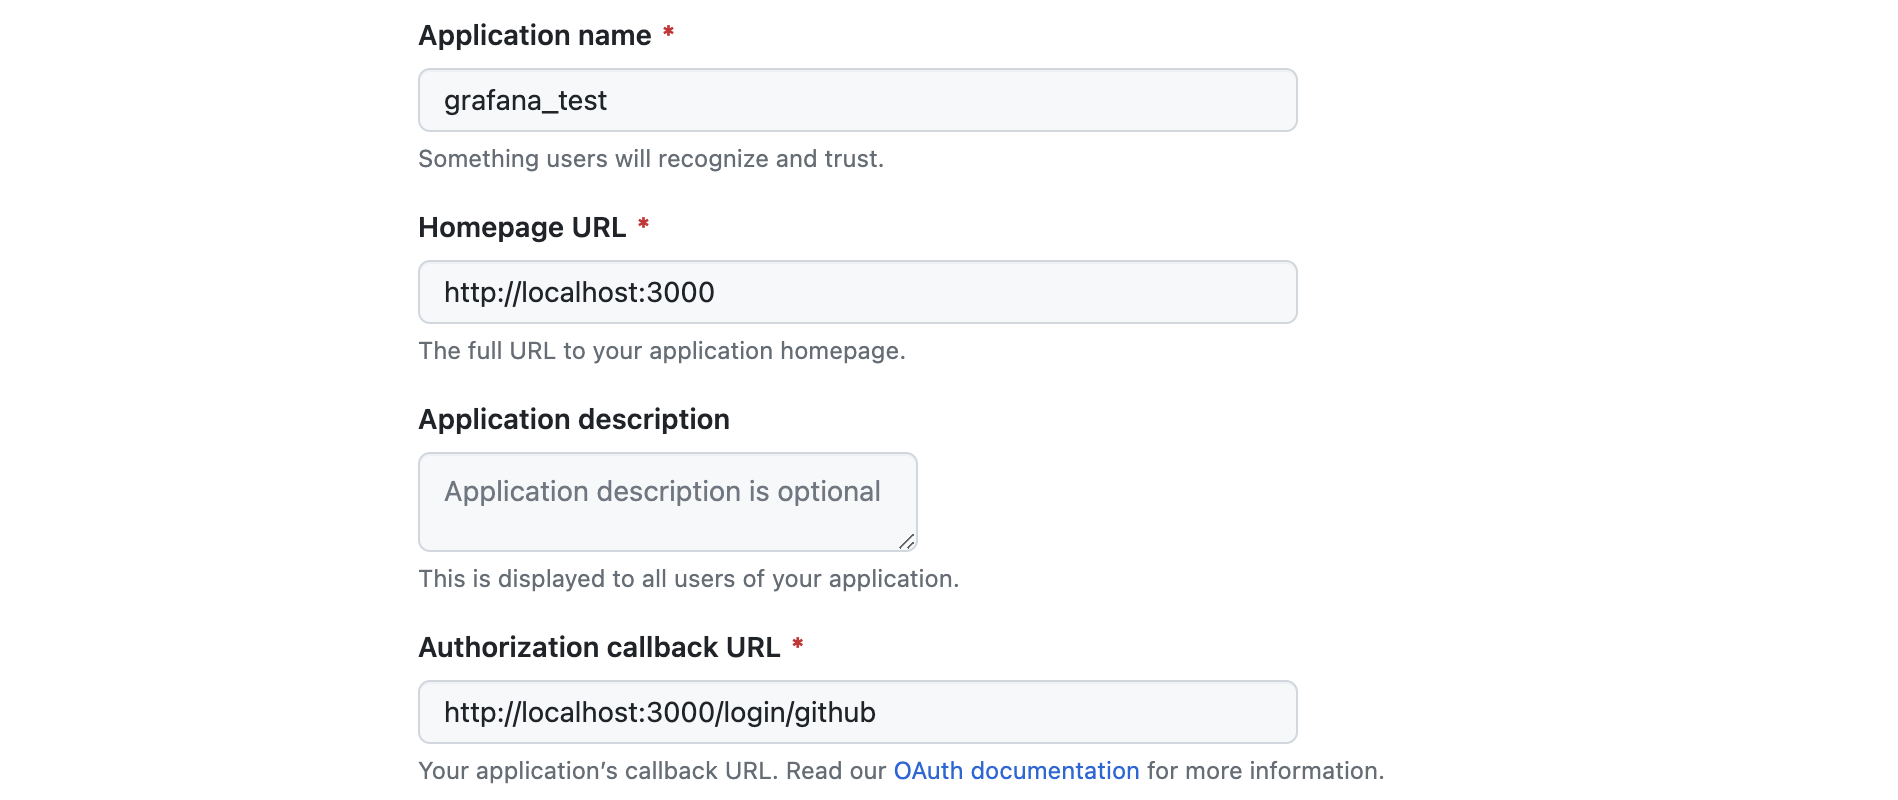 Application name *
grafana_test
Something users will recognize and trust.
Homepage URL *
http://localhost:3000
The full URL to your application homepage.
Application description
Application description is optional
This is displayed to all users of your application.
Authorization callback URL *
http://localhost:3000/login/github
Your application’s callback URL. Read our OAuth documentation for more information.